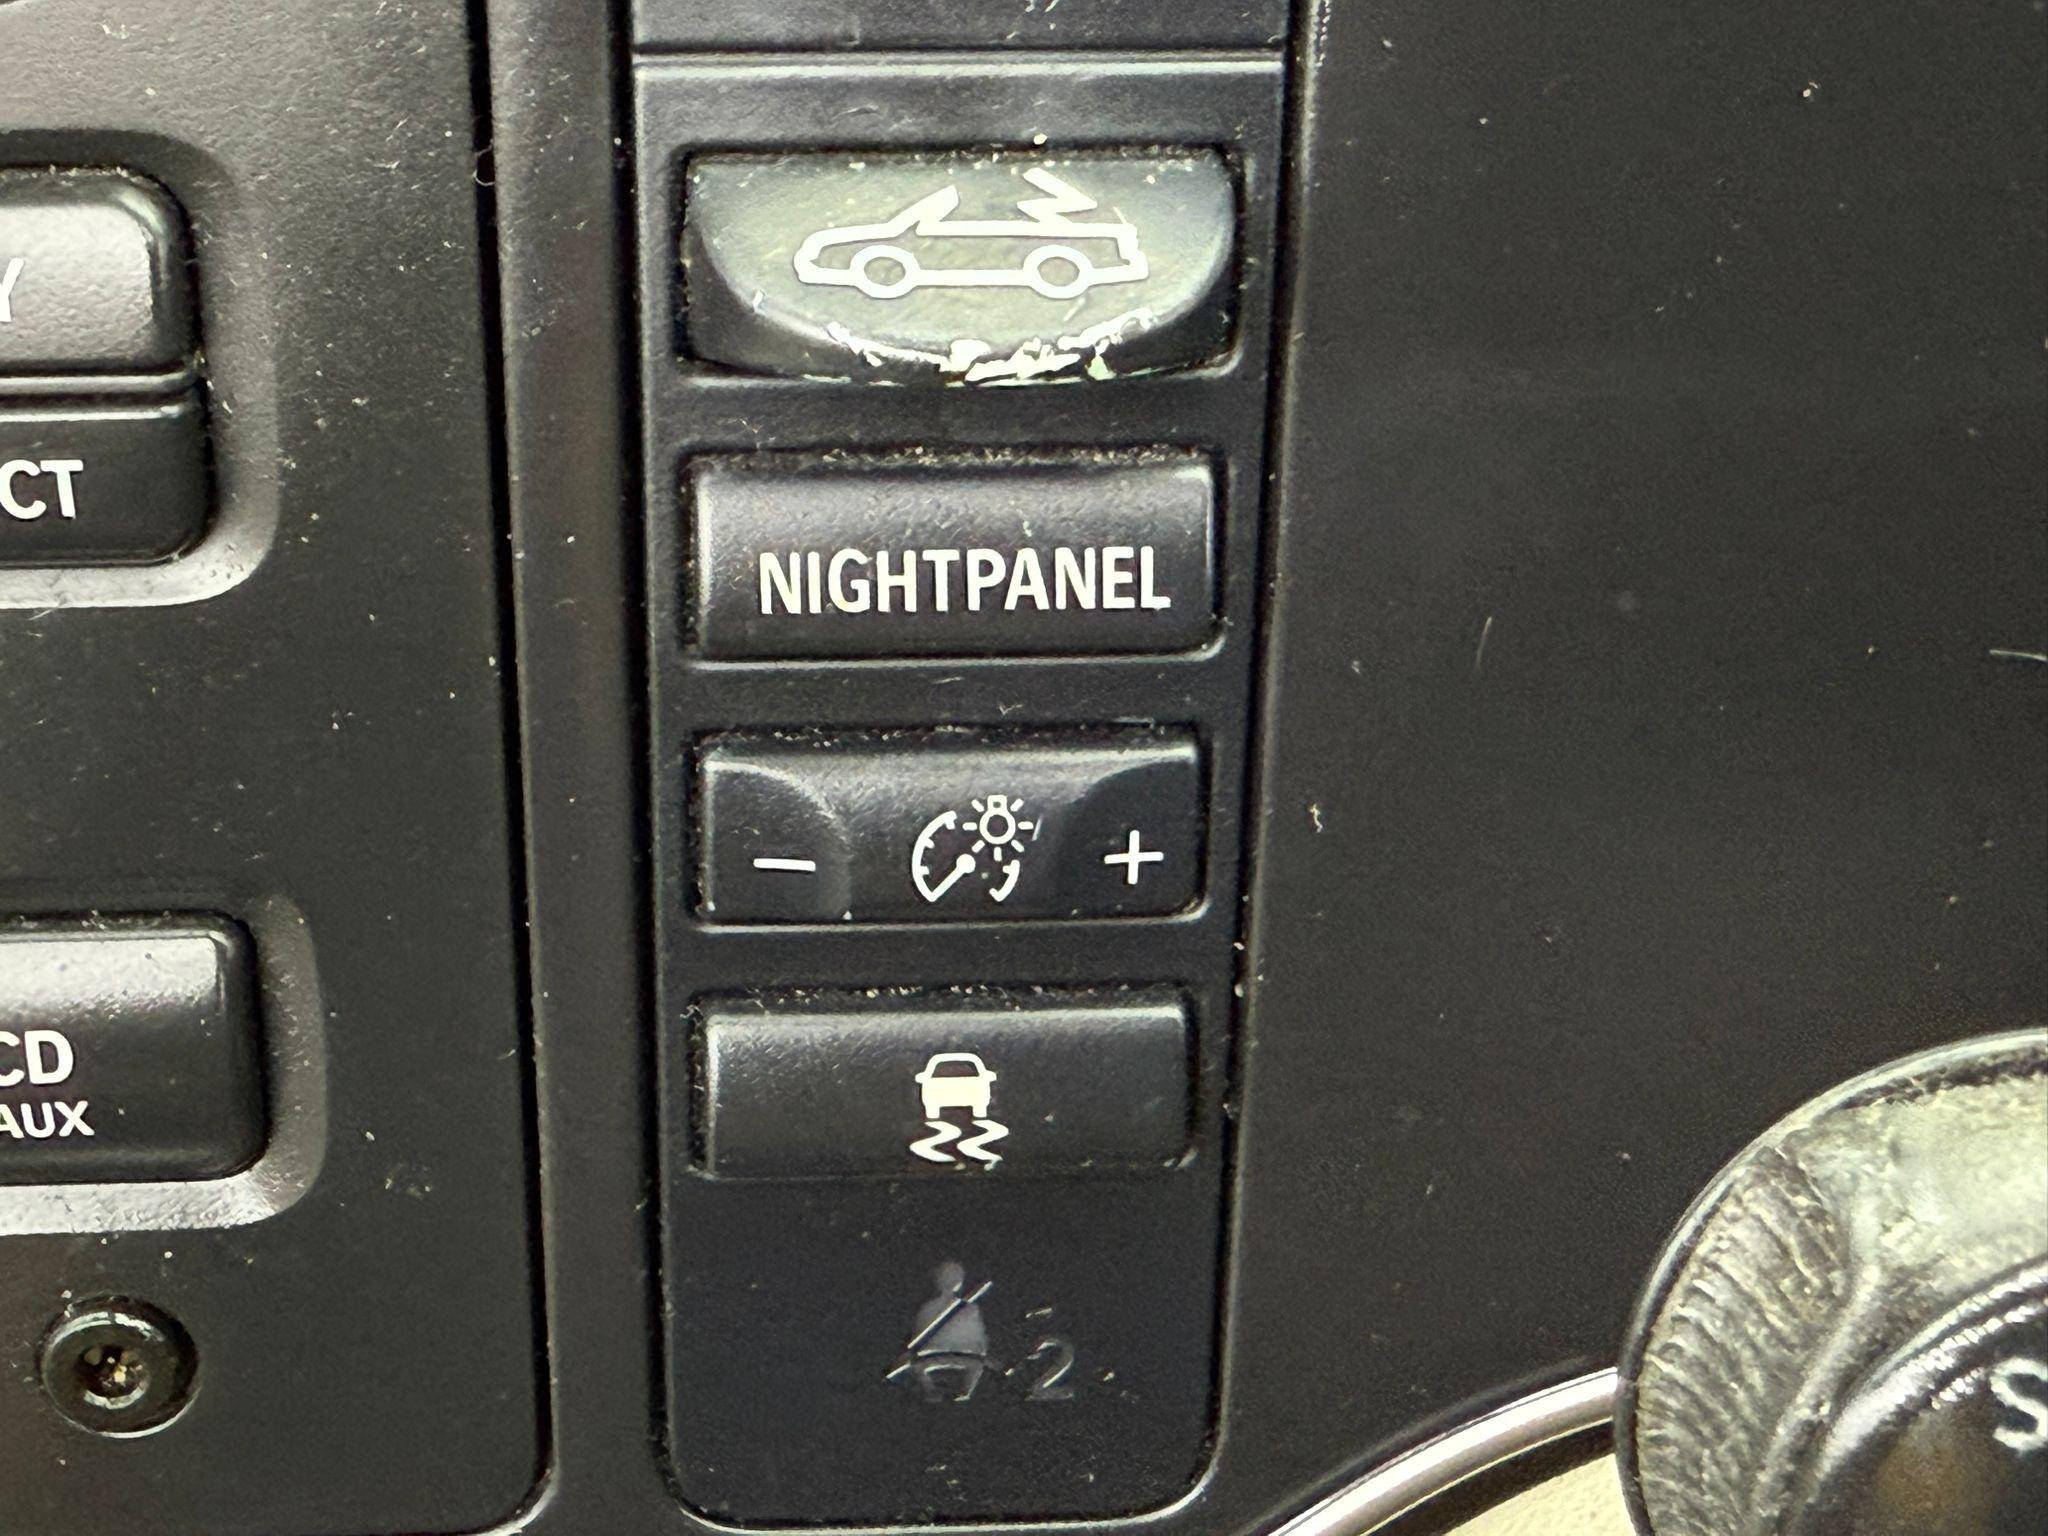 Y
CT
NIGHTPANEL
- +
CD
AUX
2
S